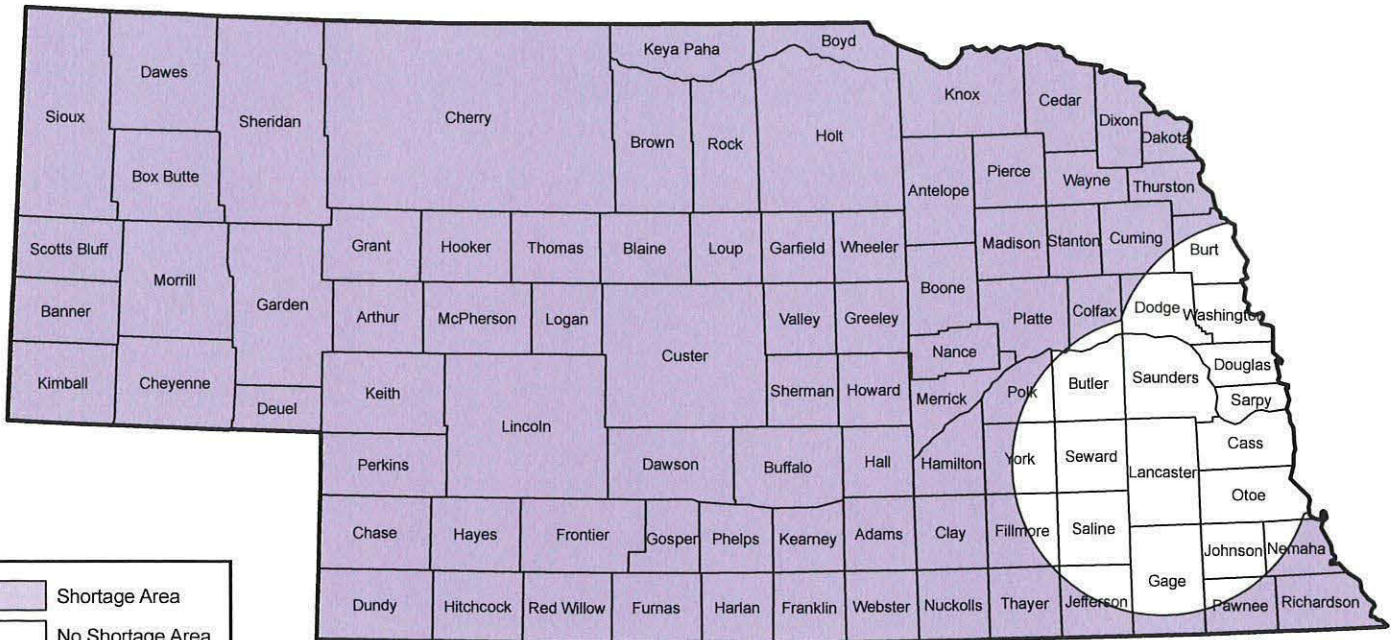 Keya Paha
Boyd
Dawes
Knox
Cedar
Sioux
Sheridan
Cherry
Dixon
Brown
Rock
Holt
Dakota
Box Butte
Antelope
Pierce
Wayne
Thurston
Scotts Bluff
Grant
Hooker
Thomas
Blaine
Loup
Garfield
Wheeler
Madison
Stanton
Cuming
Burt
Morrill
Garden
Boone
Banner
Arthur
McPherson
Logan
Valley
Greeley
Platte
Colfax
Dodge
Washington
Custer
Nance
Douglas
Kimball
Cheyenne
Keith
Sherman
Howard
Merrick
Polk
Butler
Saunders
Sarpy
Deuel
Lincoln
Perkins
Dawson
Buffalo
Hall
Hamilton
York
Seward
Lancaster
Cass
Otoe
Chase
Hayes
Frontier
Gosper
Phelps
Kearney
Adams
Clay
Fillmore
Saline
Johnson
Nemaha
Gage
Dundy
Hitchcock
Red Willow
Furnas
Harlan
Franklin
Webster
Nuckolls
Thayer
Jefferson
Pawnee
Richardson
Shortage Area
No Shortage Area